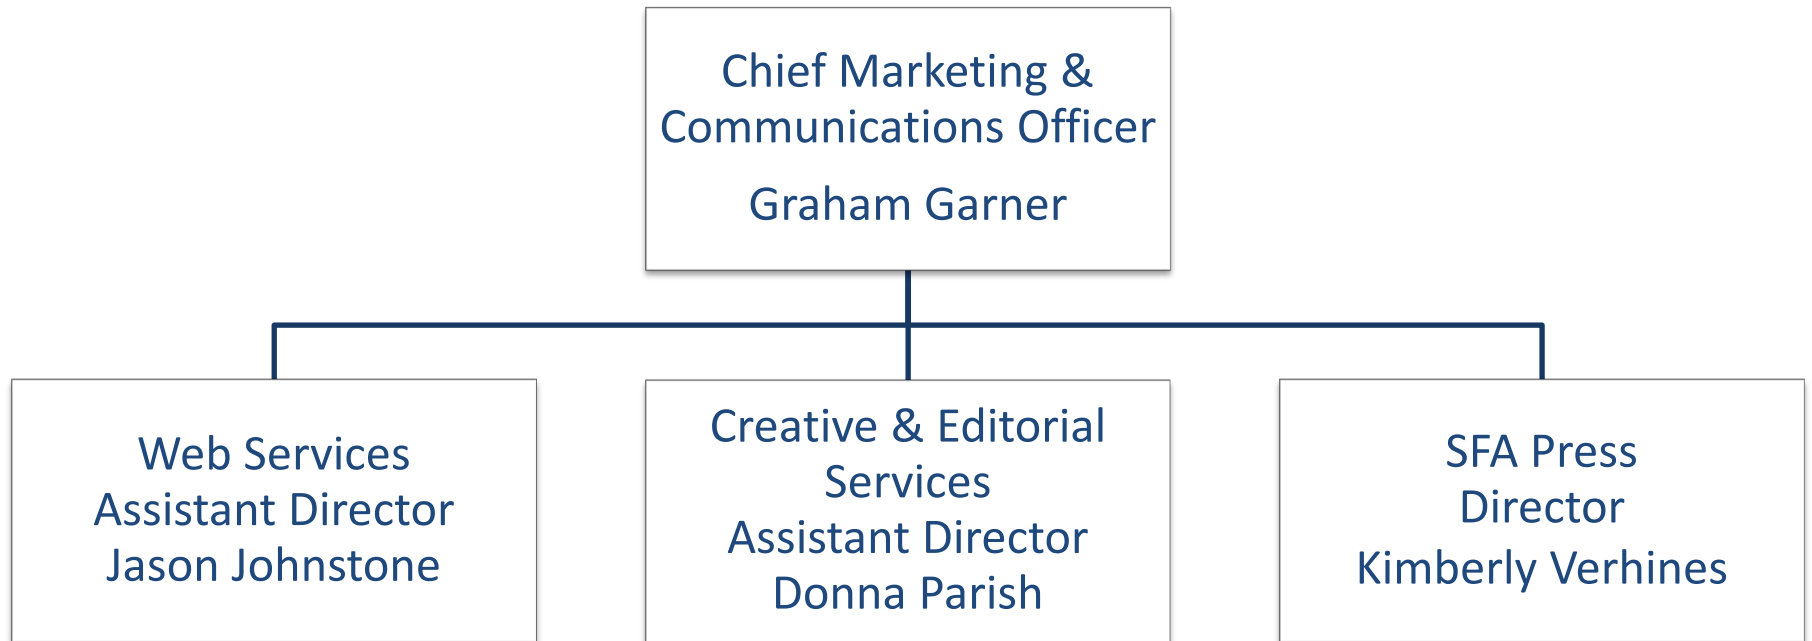 Chief Marketing &
Communications Officer
Graham Garner
Web Services
Assistant Director
Jason Johnstone
Creative & Editorial
Services
Assistant Director
Donna Parish
SFA Press
Director
Kimberly Verhines